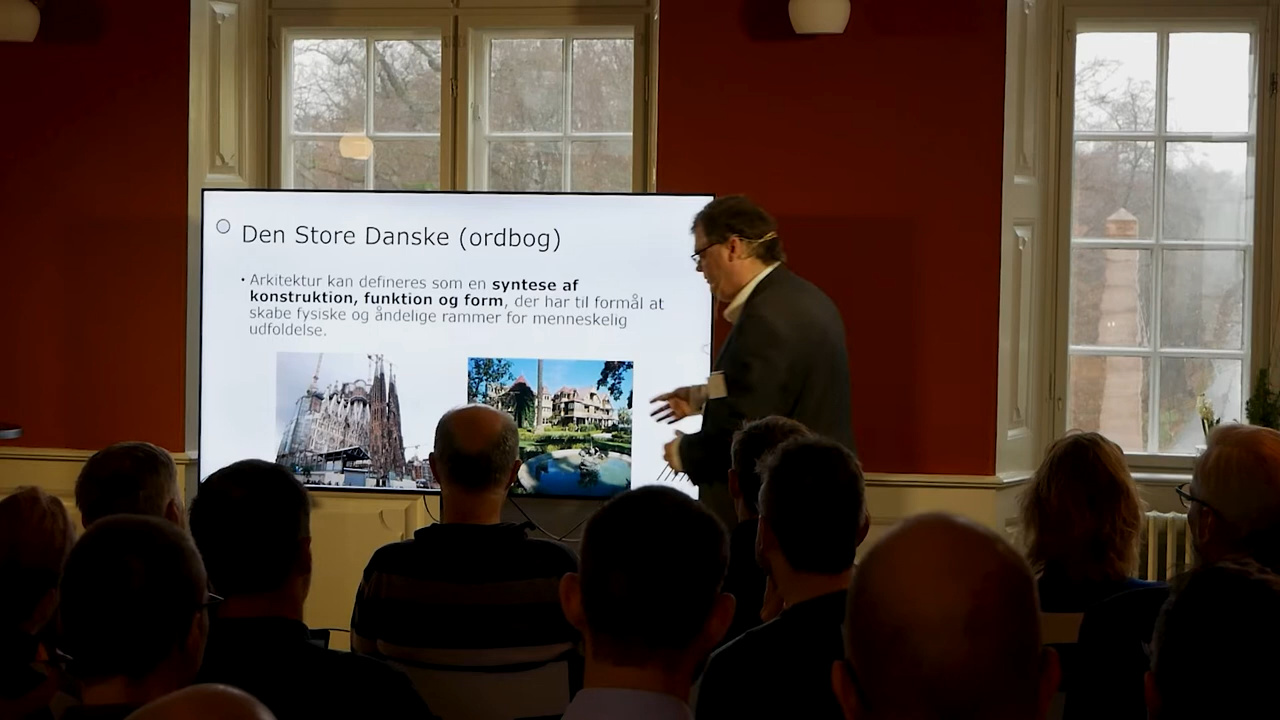 Den Store Danske (ordbog)
• Arkitektur kan defineres som en syntese af
konstruktion, funktion og form, der har til formål at
skabe fysiske og åndelige rammer for menneskelig
udfoldelse.